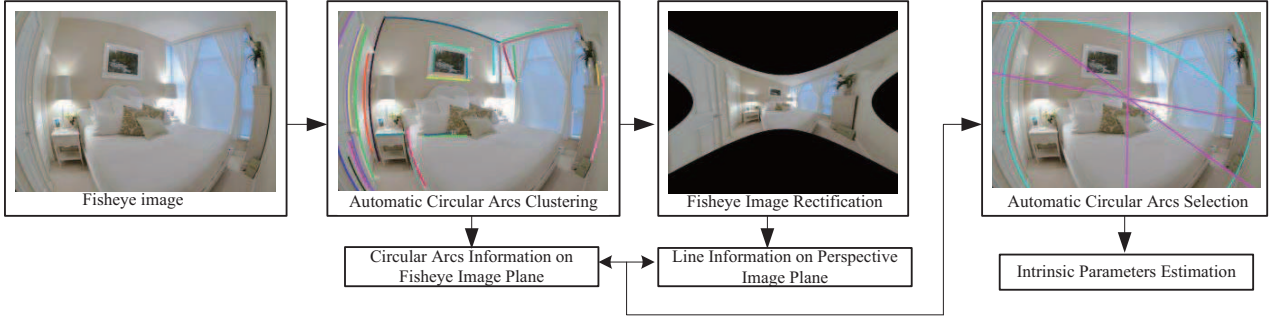 Fisheye image
Automatic Circular Arcs Clustering
Fisheye Image Rectification
Automatic Circular Arcs Selection
Circular Arcs Information on
Fisheye Image Plane
Line Information on Perspective
Image Plane
Intrinsic Parameters Estimation